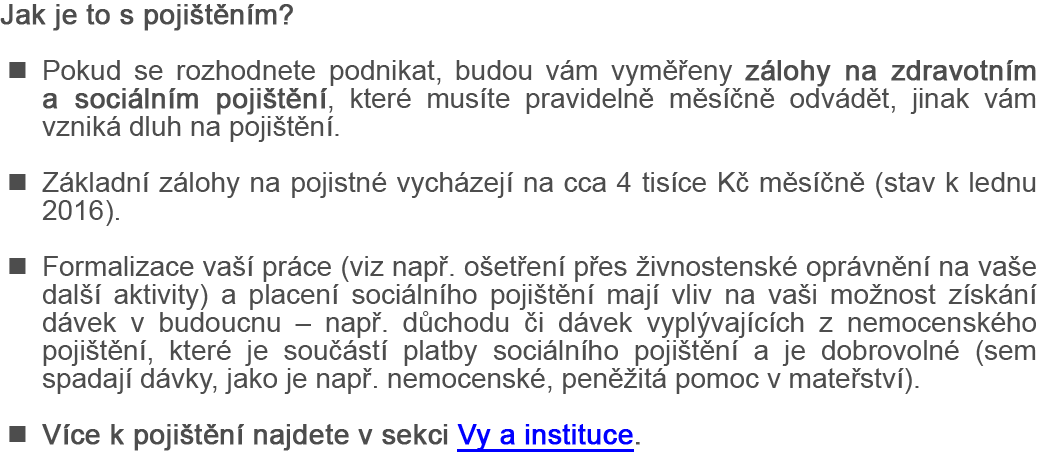 Jak je to s pojištěním?
■ Pokud se rozhodnete podnikat, budou vám vyměřeny zálohy na zdravotním
a sociálním pojištění, které musíte pravidelně měsíčně odvádět, jinak vám
vzniká dluh na pojištění.
■ Základní zálohy na pojistné vycházejí na cca 4 tisíce Kč měsíčně (stav k lednu
2016).
■ Formalizace vaší práce (viz např. ošetření přes živnostenské oprávnění na vaše
další aktivity) a placení sociálního pojištění mají vliv na vaši možnost získání
dávek v budoucnu – např. důchodu či dávek vyplývajících z nemocenského
pojištění, které je součástí platby sociálního pojištění a je dobrovolné (sem
spadají dávky, jako je např. nemocenské, peněžitá pomoc v mateřství).
■ Více k pojištění najdete v sekci Vy a instituce.